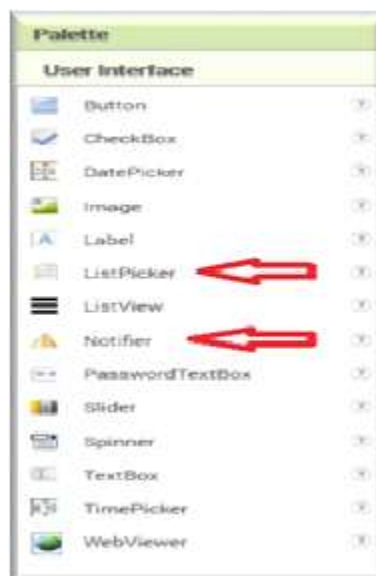 Palette
User Interface
Button
CheckBox
DatePicker
Image
Label
ListPicker
ListView
Notifier
PasswordTextBox
Slider
Spinner
TextBox
TimePicker
WebViewer